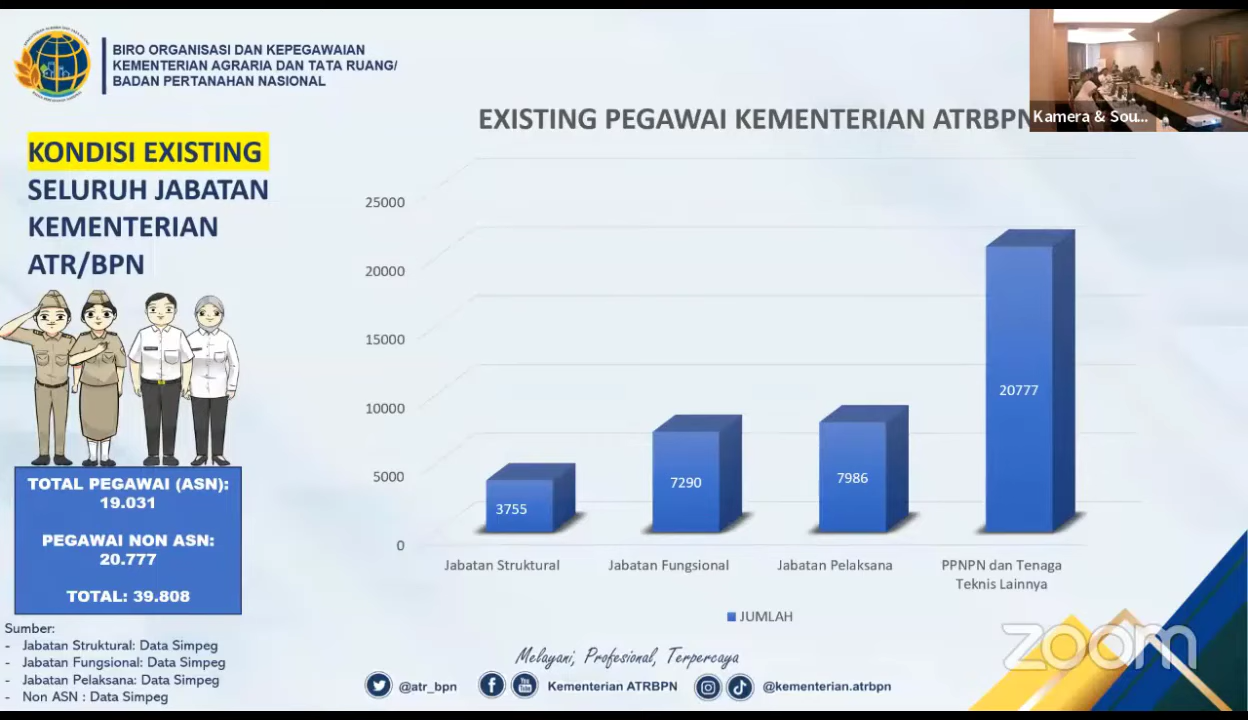 BIRO ORGANISASI DAN KEPEGAWAIAN
KEMENTERIAN AGRARIA DAN TATA RUANG/
BADAN PERTANAHAN NASIONAL
EXISTING PEGAWAI KEMENTERIAN ATRBPN
Kamera & Sou...
KONDISI EXISTING
SELURUH JABATAN
KEMENTERIAN
ATR/BPN
TOTAL PEGAWAI (ASN):
19.031
PEGAWAI NON ASN:
20.777
TOTAL: 39.808
Sumber:
- Jabatan Struktural: Data Simpeg
- Jabatan Fungsional: Data Simpeg
- Jabatan Pelaksana: Data Simpeg
- Non ASN : Data Simpeg
25000
20000
15000
10000
5000
0
3755
7290
7986
20777
Jabatan Struktural
Jabatan Fungsional
Jabatan Pelaksana
PPNPN dan Tenaga
Teknis Lainnya
JUMLAH
Melayani, Profesional, Terpercaya
@atr_bpn
Kementerian ATRBPN
@kementerian.atrbpn
zoom